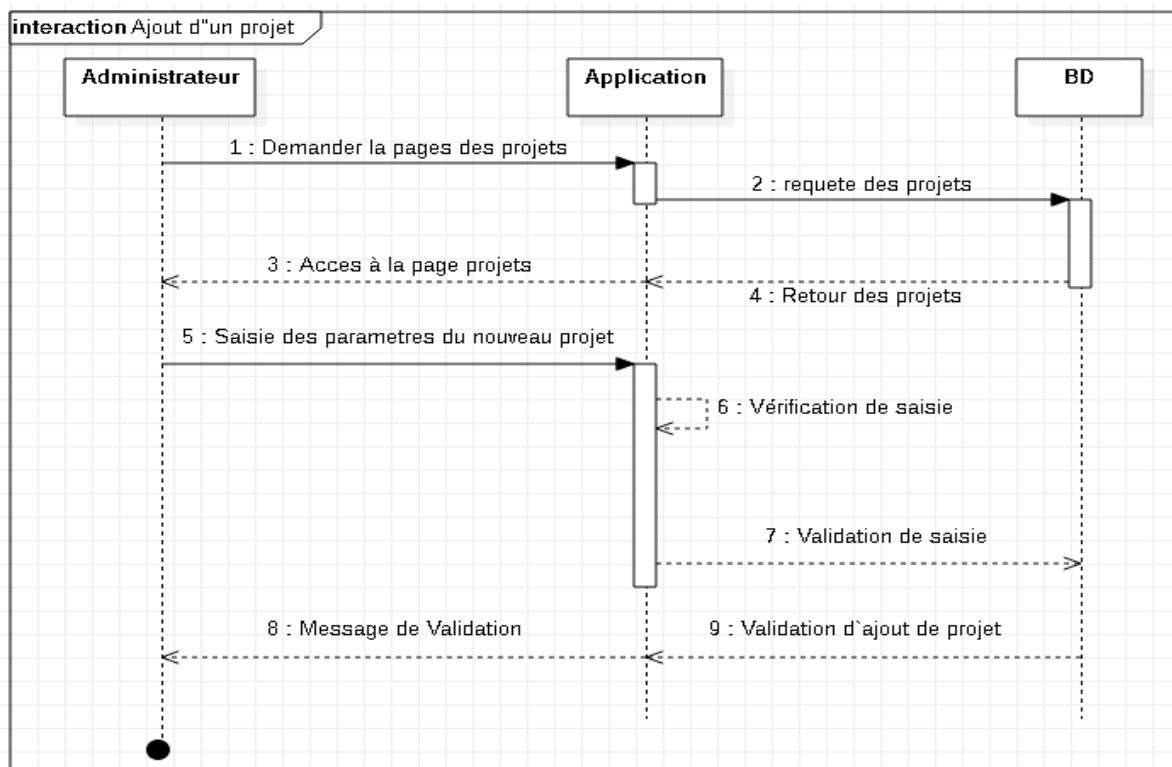 interaction Ajout d"un projet
Administrateur
Application
BD
1 : Demander la pages des projets
2 : requete des projets
3 : Acces à la page projets
4 : Retour des projets
5 : Saisie des parametres du nouveau projet
6 : Vérification de saisie
7 : Validation de saisie
8 : Message de Validation
9 : Validation d`ajout de projet